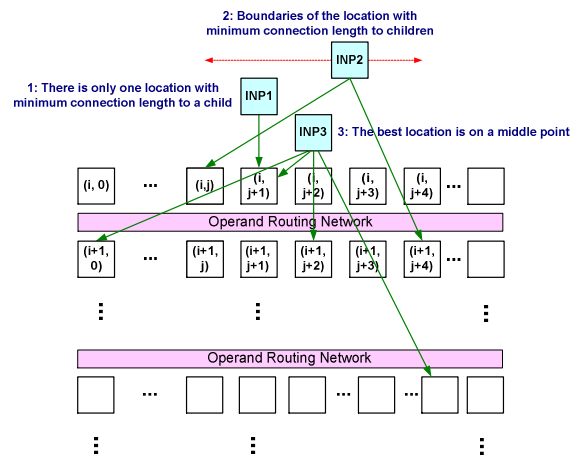 2: Boundaries of the location with
minimum connection length to children
INP2
1: There is only one location with
minimum connection length to a child
INP1
INP3
3: The best location is on a middle point
(i, 0)
...
(i,j)
(i,
j+1)
(i,
j+2)
(i,
j+3)
(i,
j+4)
...
Operand Routing Network
(i+1,
0)
...
(i+1,
j)
(i+1,
j+1)
(i+1,
j+2)
(i+1,
j+3)
(i+1,
j+4)
...
Operand Routing Network
...
...
...